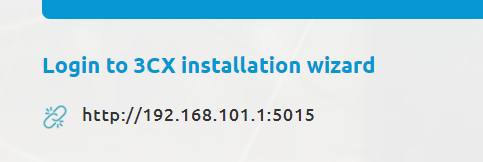 Login to 3CX installation wizard
http://192.168.101.1:5015